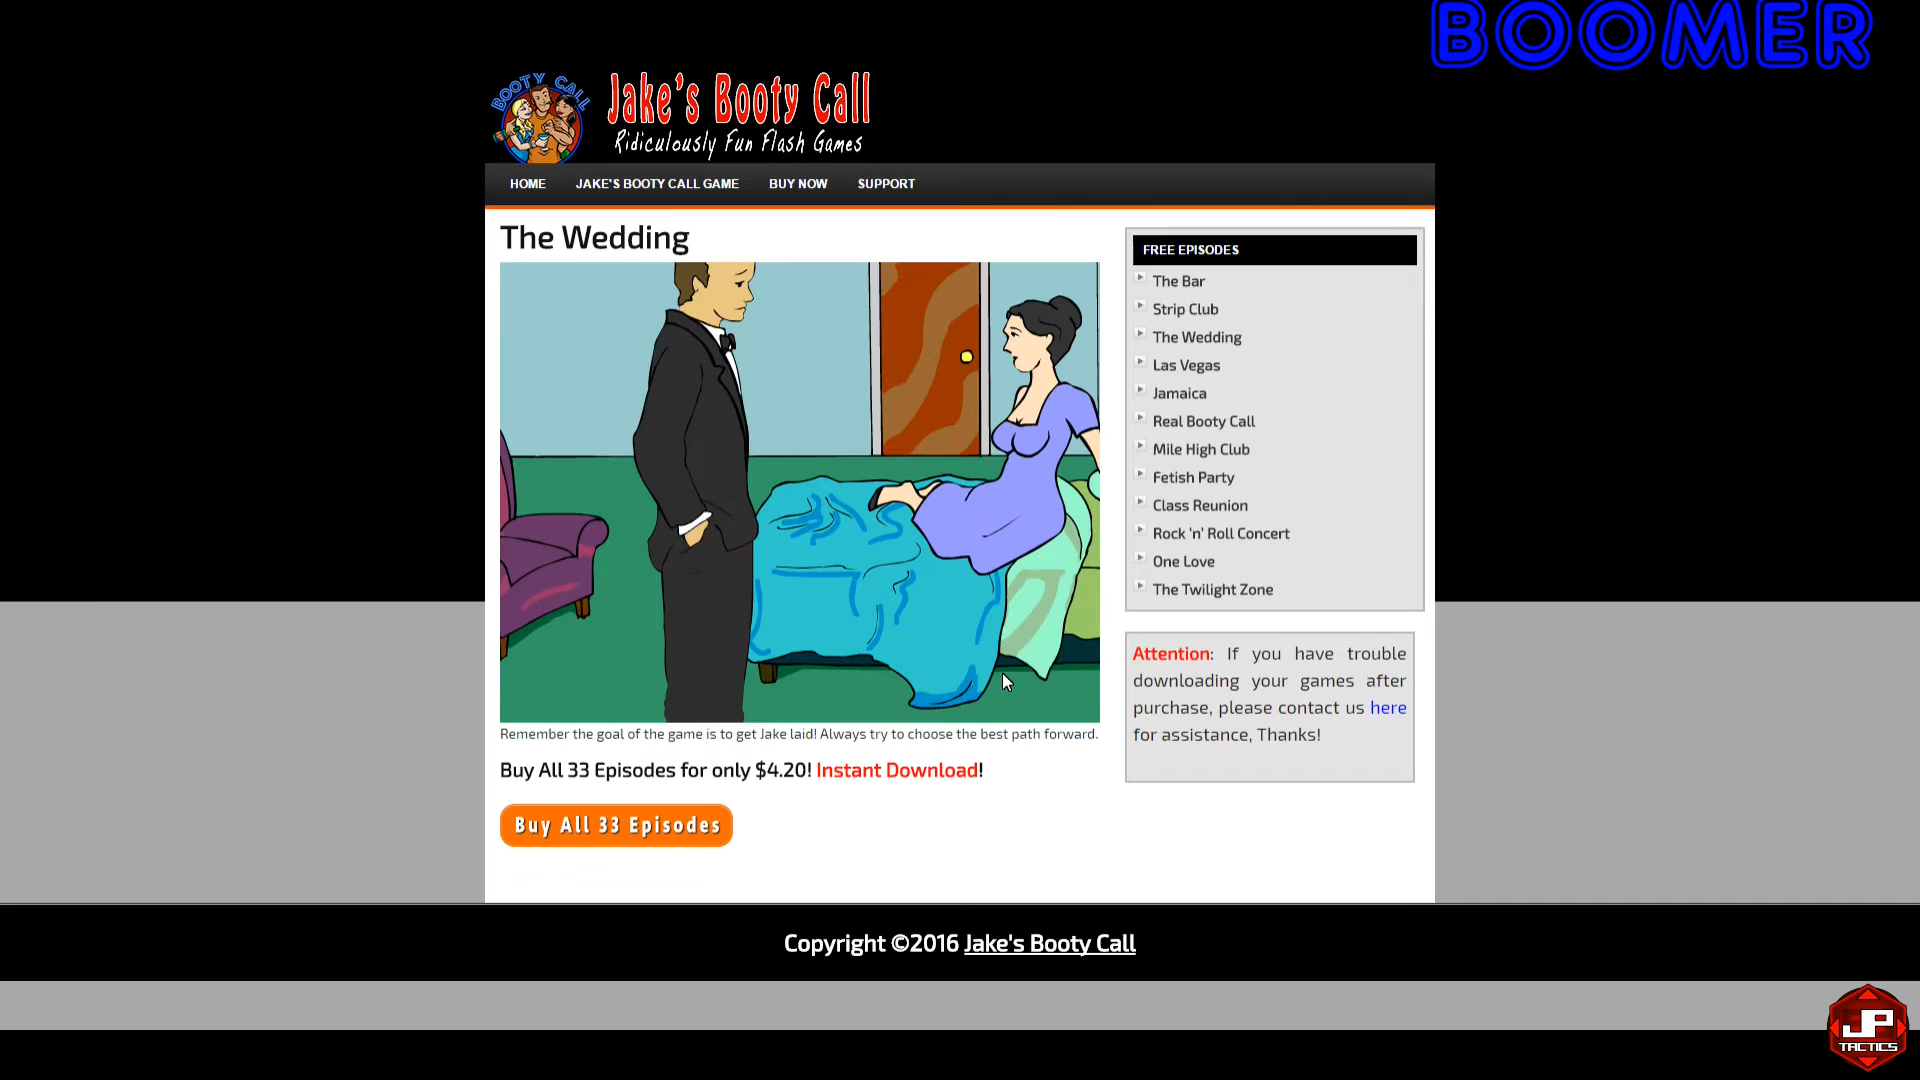 BOOMER
BOOTY CALL
Jake's Booty Call
Ridiculously Fun Flash Games
HOME JAKE'S BOOTY CALL GAME BUY NOW SUPPORT
The Wedding
FREE EPISODES
The Bar
Strip Club
The Wedding
Las Vegas
Jamaica
Real Booty Call
Mile High Club
Fetish Party
Class Reunion
Rock ‘n’ Roll Concert
One Love
The Twilight Zone
Attention: If you have trouble
downloading your games after
purchase, please contact us here
for assistance, Thanks!
Remember the goal of the game is to get Jake laid! Always try to choose the best path forward.
Buy All 33 Episodes for only $4.20! Instant Download!
Buy All 33 Episodes
Copyright ©2016 Jake's Booty Call
JP
TACTICS